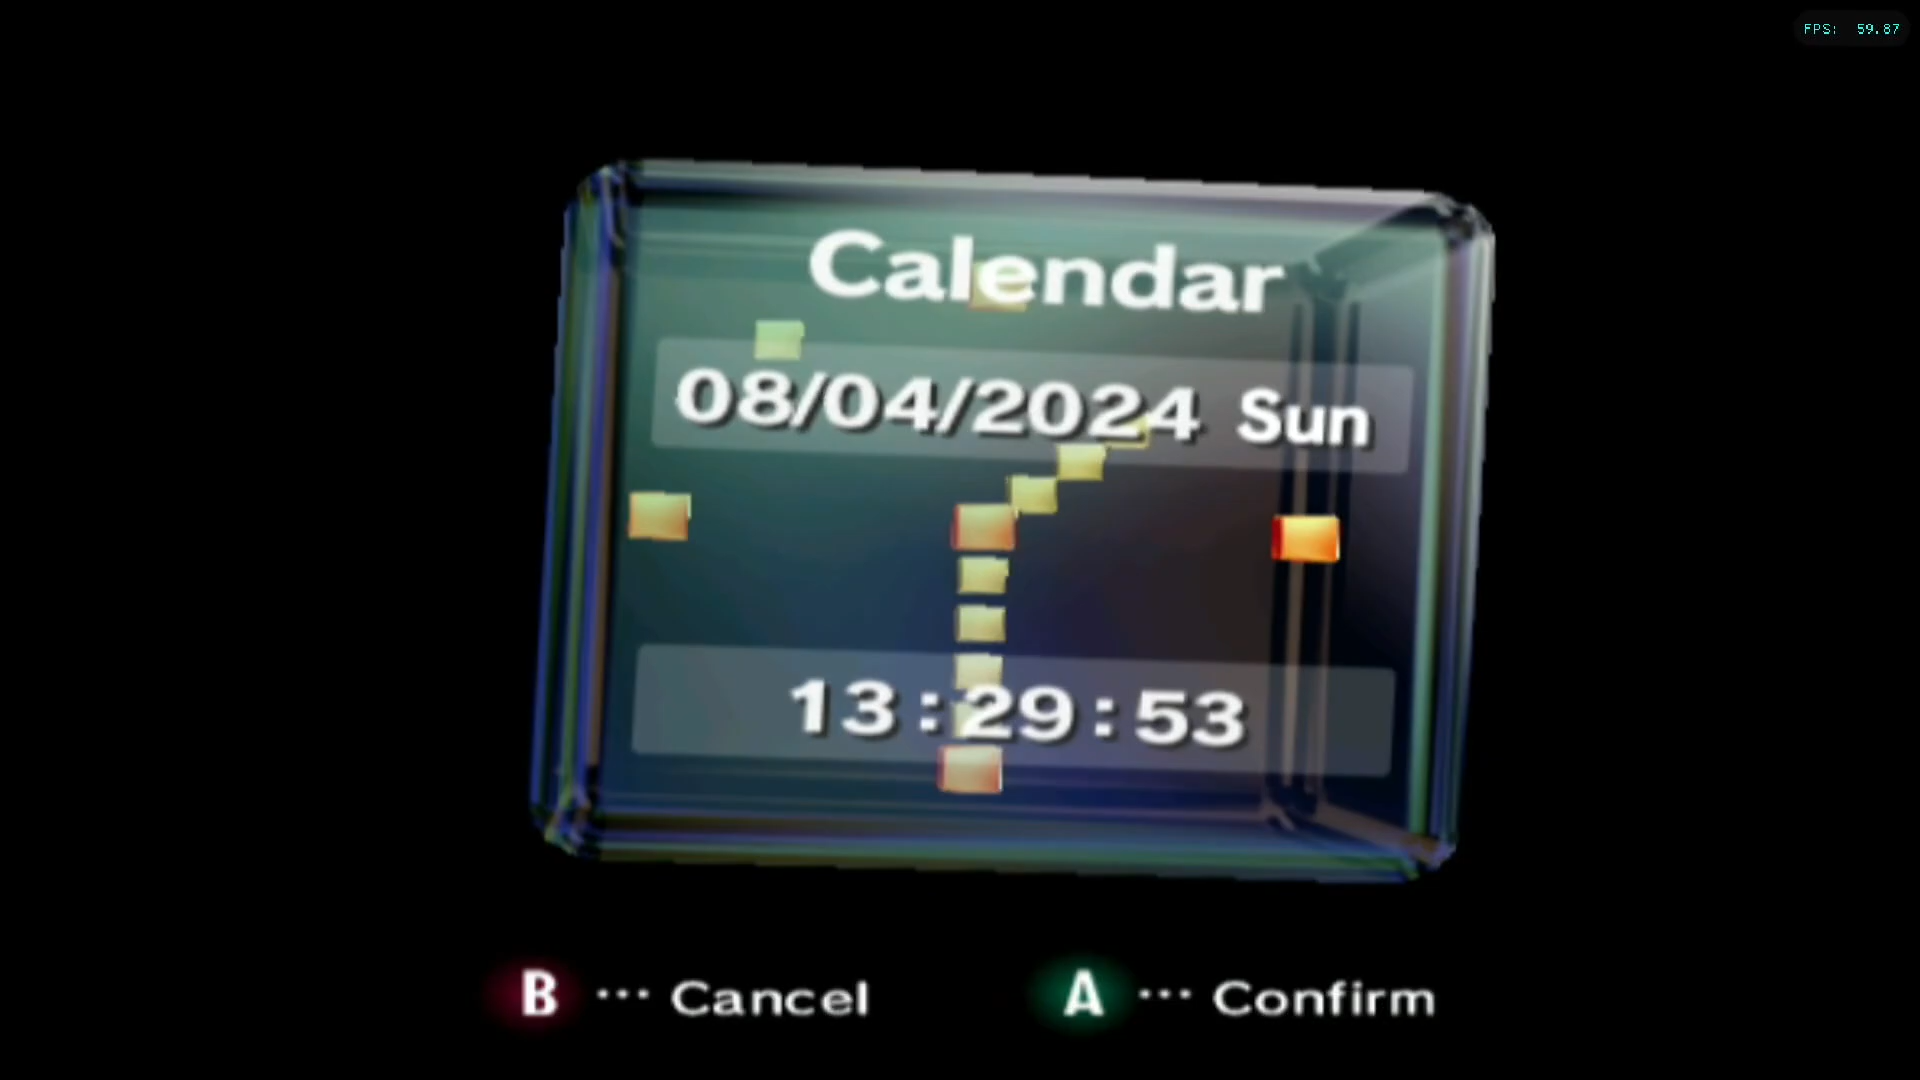 FPS: 59.87
Calendar
08/04/2024 Sun
13:29:53
B ··· Cancel A ··· Confirm